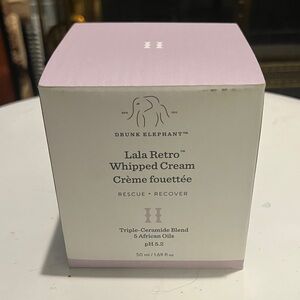 DRUNK ELEPHANT™
Lala Retro™
Whipped Cream
Crème fouettée
RESCUE • RECOVER
Triple-Ceramide Blend
5 African Oils
pH 5.2
50 ml / 1.69 fl oz